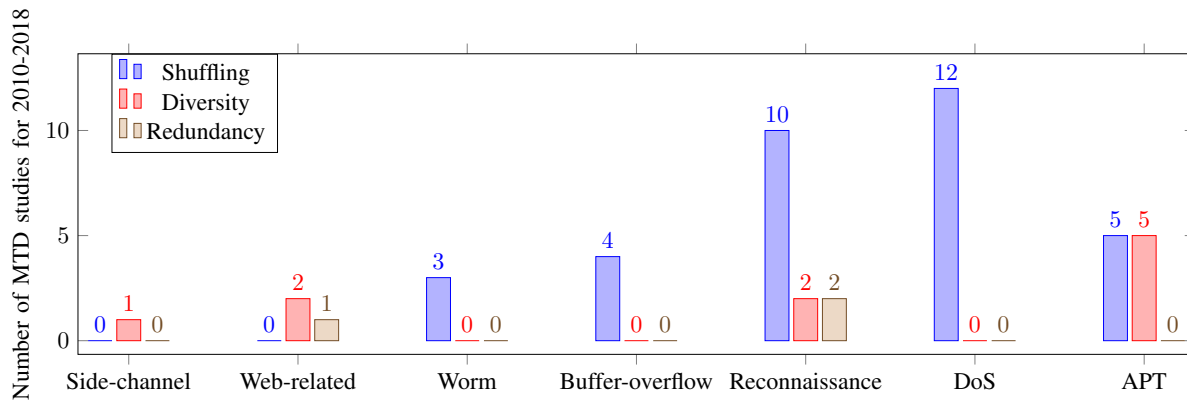 Number of MTD studies for 2010-2018
Shuffling
Diversity
Redundancy
10
5
0
0 1 0
0 2 1
3 0 0
4 0 0
10 2 2
12 0 0
5 5 0
Side-channel Web-related Worm Buffer-overflow Reconnaissance DoS APT